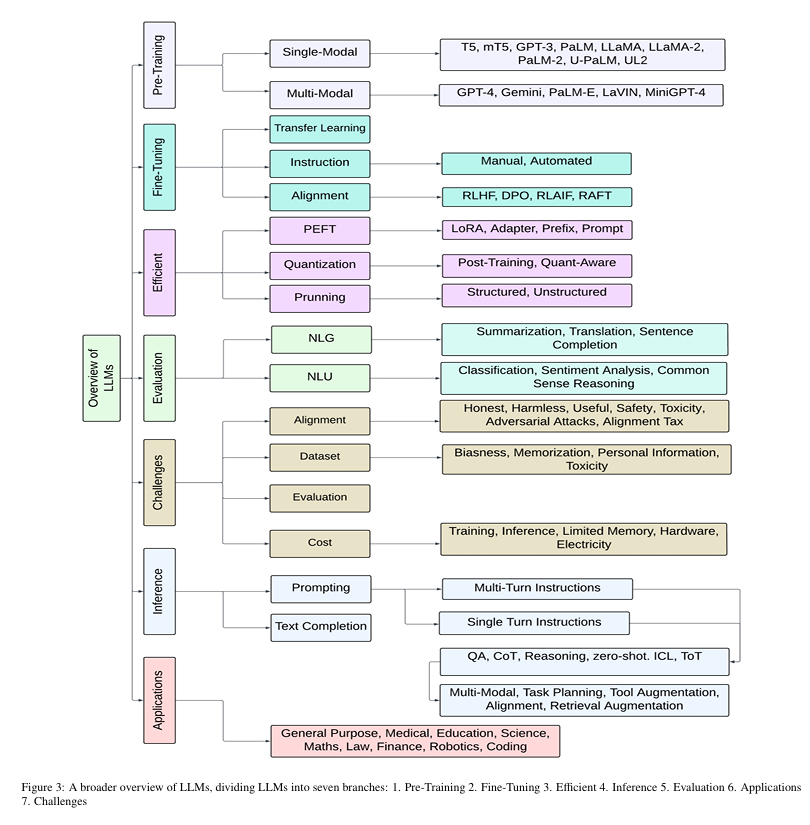 Overview of
LLMs
Pre-Training
Single-Modal
T5, mT5, GPT-3, PaLM, LLaMA, LLaMA-2,
PaLM-2, U-PaLM, UL2
Multi-Modal
GPT-4, Gemini, PaLM-E, LaVIN, MiniGPT-4
Fine-Tuning
Transfer Learning
Instruction
Manual, Automated
Alignment
RLHF, DPO, RLAIF, RAFT
Efficient
PEFT
LoRA, Adapter, Prefix, Prompt
Quantization
Post-Training, Quant-Aware
Prunning
Structured, Unstructured
Evaluation
NLG
Summarization, Translation, Sentence
Completion
NLU
Classification, Sentiment Analysis, Common
Sense Reasoning
Challenges
Alignment
Honest, Harmless, Useful, Safety, Toxicity,
Adversarial Attacks, Alignment Tax
Dataset
Biasness, Memorization, Personal Information,
Toxicity
Evaluation
Cost
Training, Inference, Limited Memory, Hardware,
Electricity
Inference
Prompting
Multi-Turn Instructions
Single Turn Instructions
Text Completion
QA, CoT, Reasoning, zero-shot. ICL, ToT
Multi-Modal, Task Planning, Tool Augmentation,
Alignment, Retrieval Augmentation
Applications
General Purpose, Medical, Education, Science,
Maths, Law, Finance, Robotics, Coding
Figure 3: A broader overview of LLMs, dividing LLMs into seven branches: 1. Pre-Training 2. Fine-Tuning 3. Efficient 4. Inference 5. Evaluation 6. Applications
7. Challenges